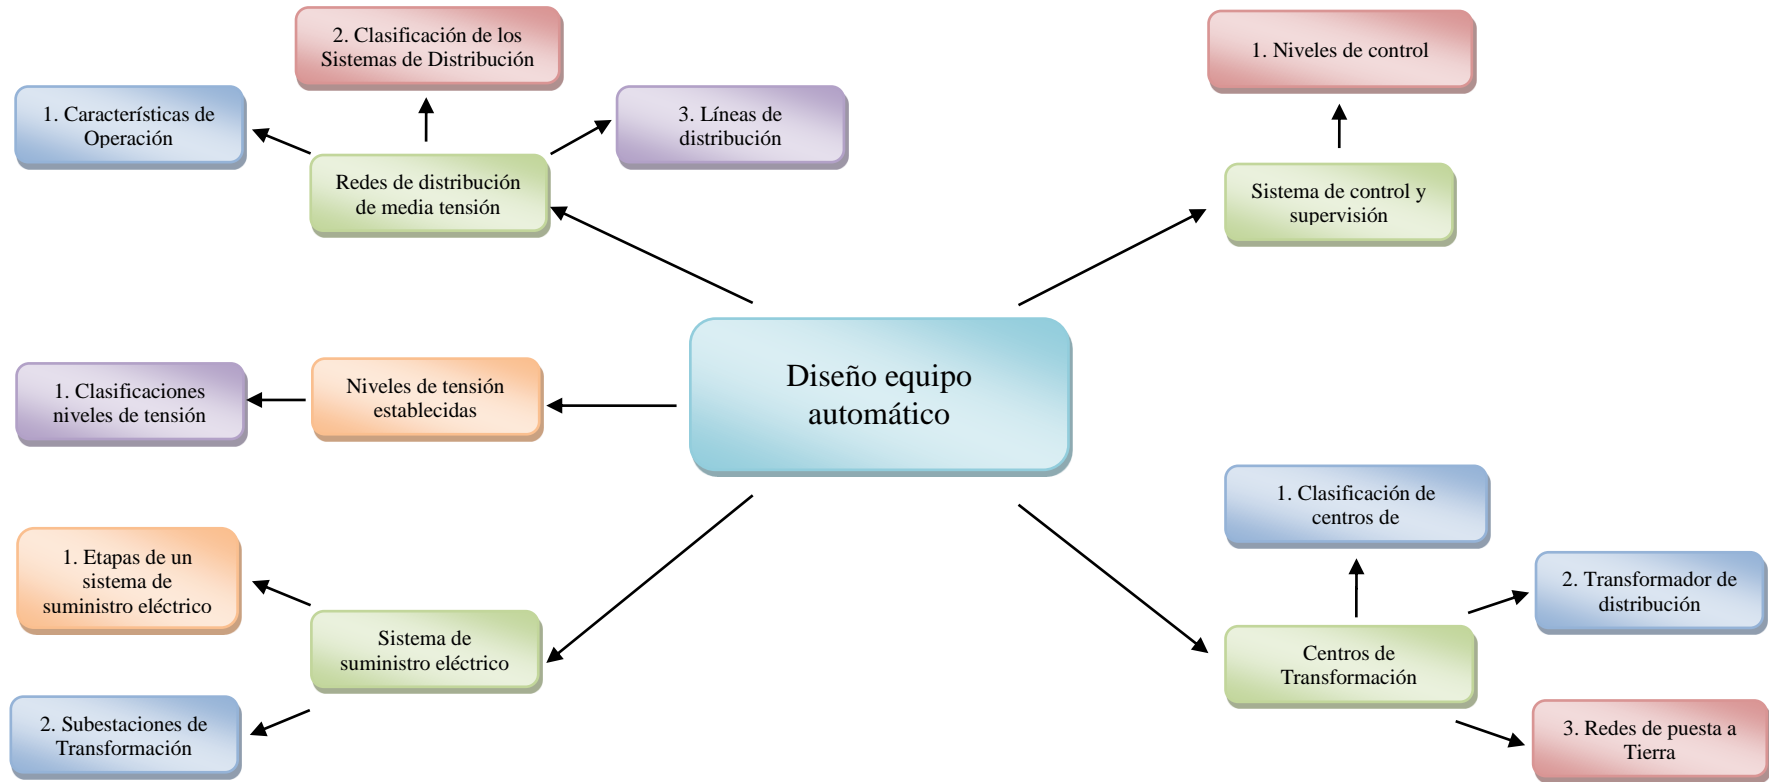 2. Clasificación de los
Sistemas de Distribución
1. Niveles de control
1. Características de
Operación
3. Líneas de
distribución
Redes de distribución
de media tensión
Sistema de control y
supervisión
Diseño equipo
automático
1. Clasificaciones
niveles de tensión
Niveles de tensión
establecidas
1. Clasificación de
centros de
1. Etapas de un
sistema de
suministro eléctrico
2. Transformador de
distribución
Sistema de
suministro eléctrico
Centros de
Transformación
2. Subestaciones de
Transformación
3. Redes de puesta a
Tierra